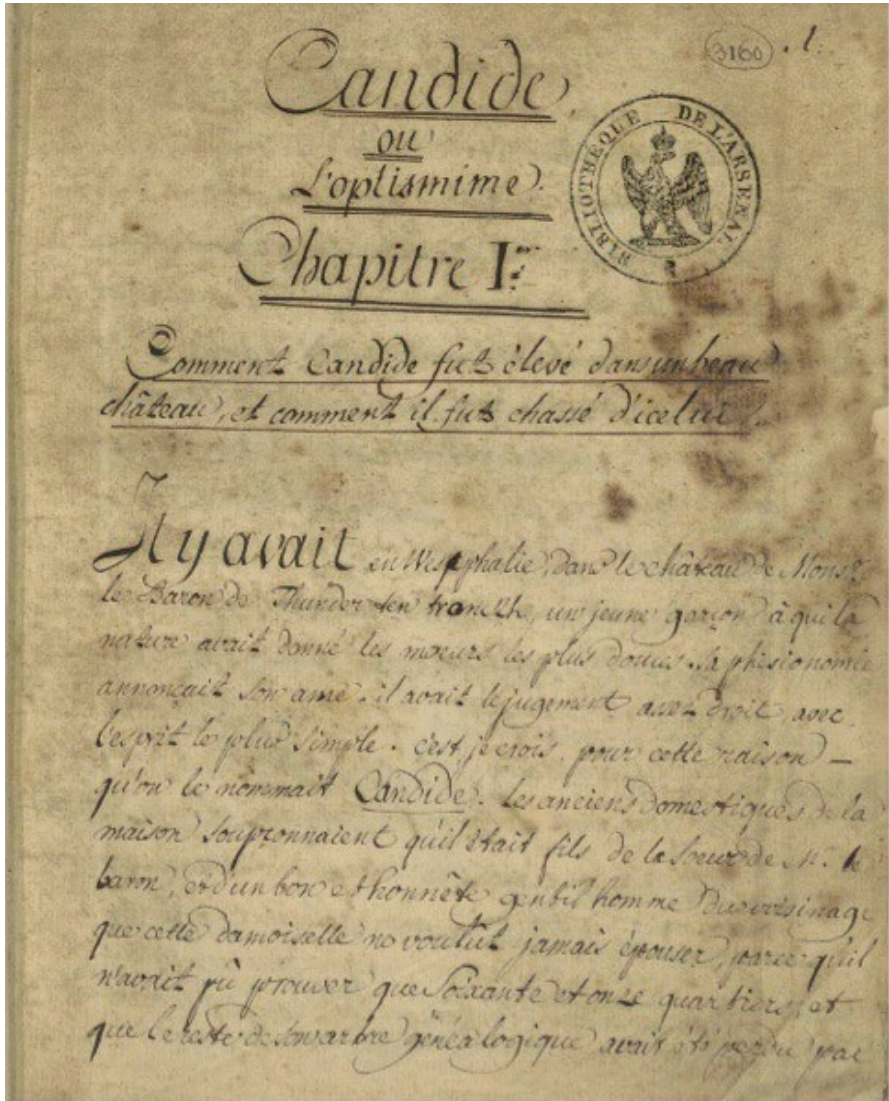 3160 . 1.
Candide
ou
L'optismime.
BIBLIOTHEQUE DE L'ARSENAL
Chapitre I.er
Comment Candide fut élevé dans un beau
château, et comment il fut chassé d'icelui.
Il y avait en Westphalie, dans le château de Mons.r
le Baron de Thunder ten tronckh, un jeune garçon à qui la
nature avait donné les moeurs les plus douces. sa phisionomie
annonçait son ame. il avait le jugement assez droit, avec
l'esprit le plus simple. c'est, je crois, pour cette raison —
qu'on le nommait Candide. les anciens domestiques de la
maison soupçonnaient qu'il était fils de la soeur de Mr. le
baron, et d'un bon et honnête gentilhomme du voisinage
que cette damoiselle ne voulût jamais épouser, parce qu'il
n'avait pû prouver que soixante et onze quartiers, et
que le reste de son arbre généalogique avait été perdu par